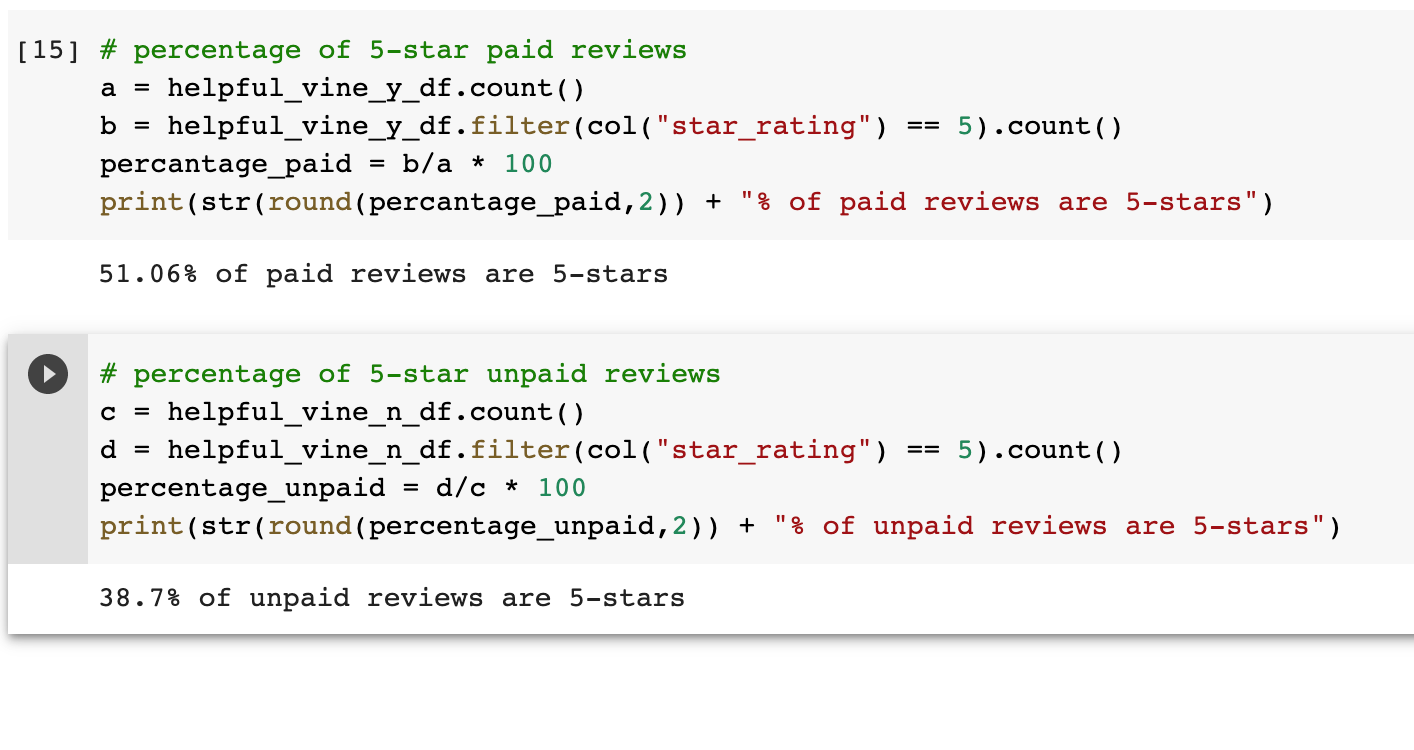 [15] # percentage of 5-star paid reviews
a = helpful_vine_y_df.count()
b = helpful_vine_y_df.filter(col("star_rating") == 5).count()
percantage_paid = b/a * 100
print(str(round(percantage_paid,2)) + "% of paid reviews are 5-stars")
51.06% of paid reviews are 5-stars
# percentage of 5-star unpaid reviews
c = helpful_vine_n_df.count()
d = helpful_vine_n_df.filter(col("star_rating") == 5).count()
percentage_unpaid = d/c * 100
print(str(round(percentage_unpaid,2)) + "% of unpaid reviews are 5-stars")
38.7% of unpaid reviews are 5-stars